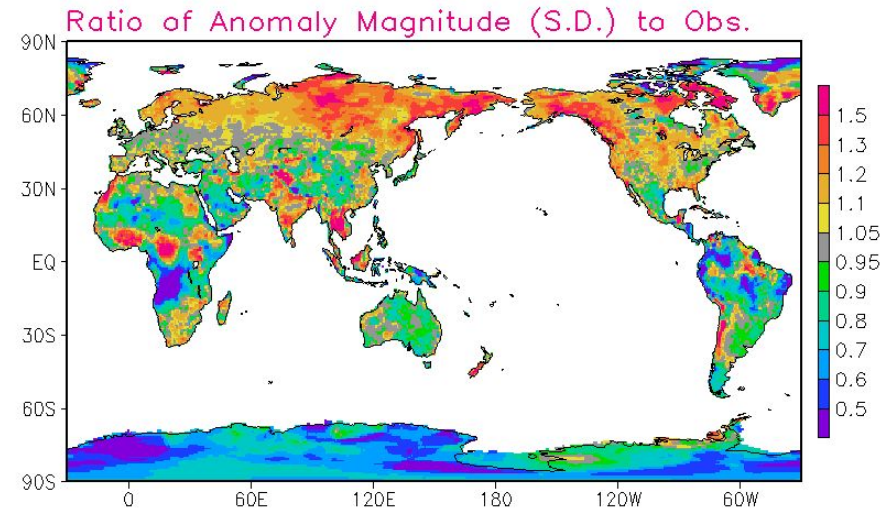 Ratio of Anomaly Magnitude (S.D.) to Obs.
90N
60N
30N
EQ
30S
60S
90S
0 60E 120E 180 120W 60W
1.5
1.3
1.2
1.1
1.05
0.95
0.9
0.8
0.7
0.6
0.5